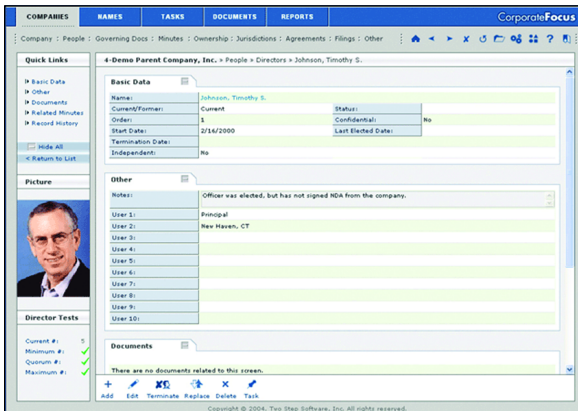 COMPANIES NAMES TASKS DOCUMENTS REPORTS CorporateFocus
Company : People : Governing Docs : Minutes : Ownership : Jurisdictions : Agreements : Filings : Other
Quick Links
Basic Data
Other
Documents
Related Minutes
Record History
Hide All
< Return to List
Picture
Director Tests
Current #: 5
Minimum #:
Quorum #:
Maximum #:
4-Demo Parent Company, Inc. > People > Directors > Johnson, Timothy S.
Basic Data
Name: Johnson, Timothy S.
Current/Former: Current Status:
Order: 1 Confidential: No
Start Date: 2/16/2000 Last Elected Date:
Termination Date:
Independent: No
Other
Notes: Officer was elected, but has not signed NDA from the company.
User 1: Principal
User 2: New Haven, CT
User 3:
User 4:
User 5:
User 6:
User 7:
User 8:
User 9:
User 10:
Documents
There are no documents related to this screen.
Add Edit Terminate Replace Delete Task
Copyright © 2004, Two Step Software, Inc. All rights reserved.